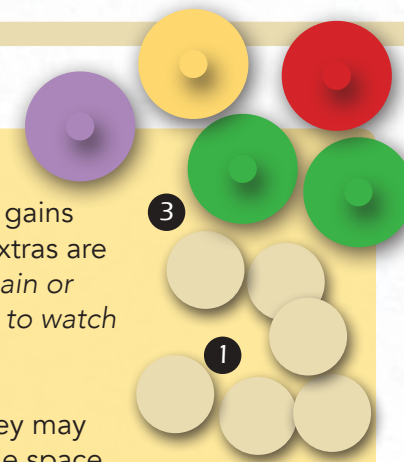 gains
3
xtras are
ain or
to watch
1
ey may
e space